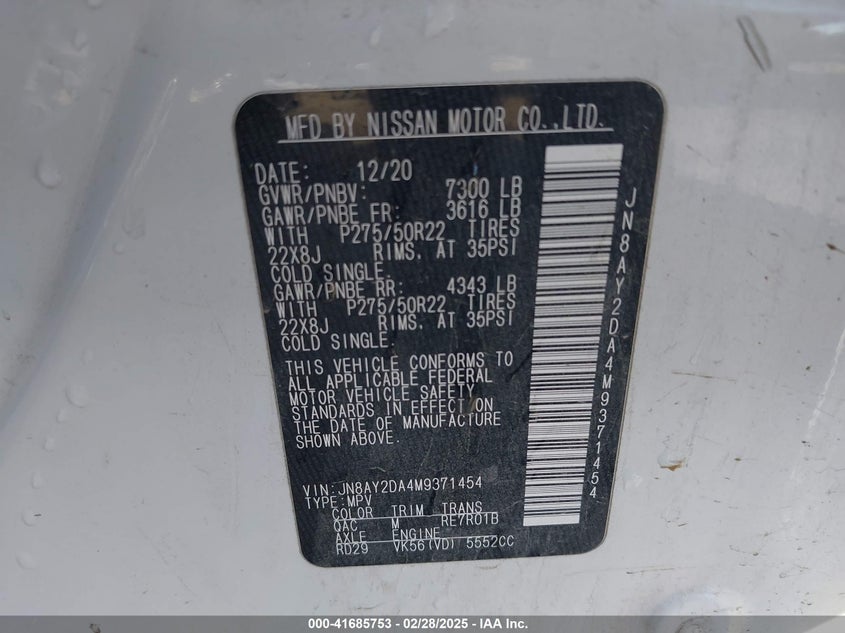 MFD BY NISSAN MOTOR CO.,LTD.
DATE: 12/20
GVWR/PNBV: 7300 LB
GAWR/PNBE FR: 3616 LB
WITH P275/50R22 TIRES
22X8J RIMS, AT 35PSI
COLD SINGLE.
GAWR/PNBE RR: 4343 LB
WITH P275/50R22 TIRES
22X8J RIMS, AT 35PSI
COLD SINGLE.
THIS VEHICLE CONFORMS TO
ALL APPLICABLE FEDERAL
MOTOR VEHICLE SAFETY
STANDARDS IN EFFECT ON
THE DATE OF MANUFACTURE
SHOWN ABOVE.
VIN: JN8AY2DA4M9371454
TYPE: MPV
COLOR TRIM TRANS
QAC M RE7R01B
AXLE ENGINE
RD29 VK56(VD) 5552CC
JN8AY2DA4M9371454
000-41685753 / 02/28/2025 - IAA Inc.